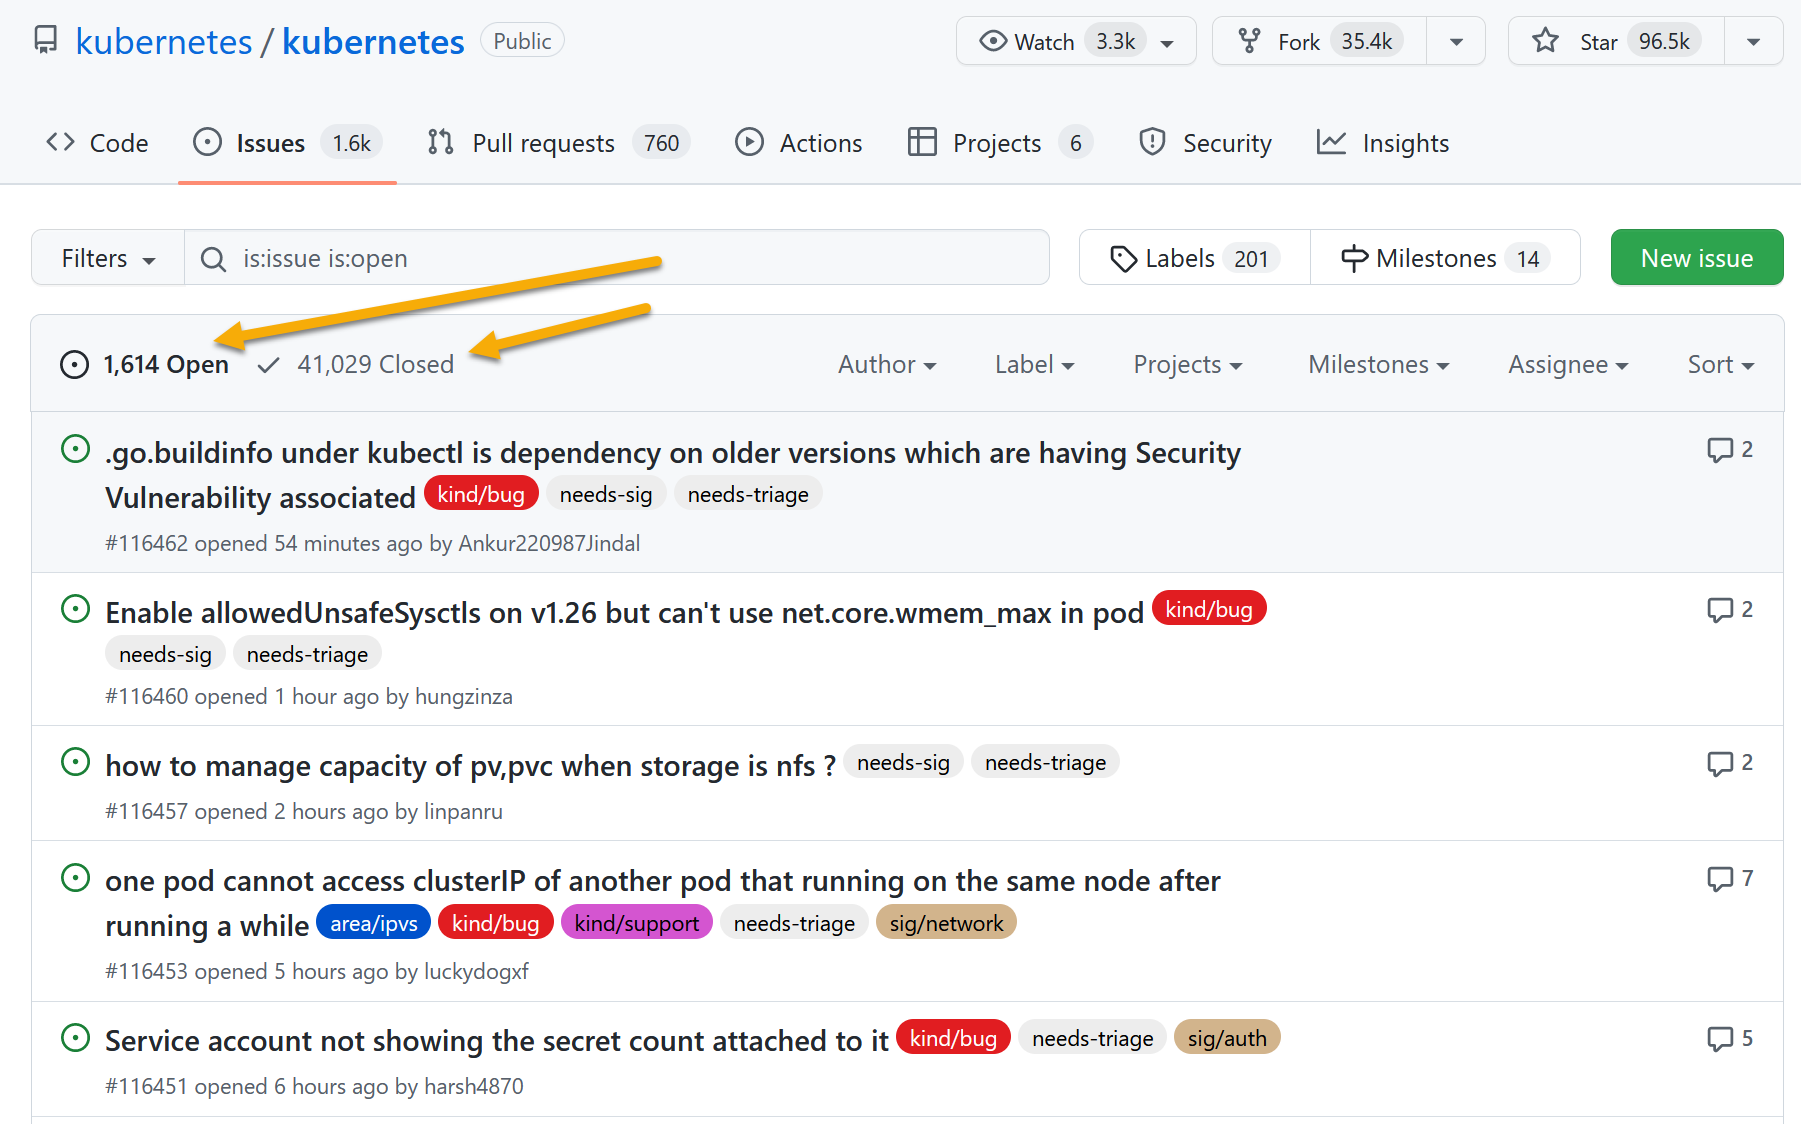 kubernetes / kubernetes Public Watch 3.3k Fork 35.4k Star 96.5k
Code Issues 1.6k Pull requests 760 Actions Projects 6 Security Insights
Filters is:issue is:open Labels 201 Milestones 14 New issue
1,614 Open 41,029 Closed Author Label Projects Milestones Assignee Sort
.go.buildinfo under kubectl is dependency on older versions which are having Security 2
Vulnerability associated kind/bug needs-sig needs-triage
#116462 opened 54 minutes ago by Ankur220987Jindal
Enable allowedUnsafeSysctls on v1.26 but can't use net.core.wmem_max in pod kind/bug 2
needs-sig needs-triage
#116460 opened 1 hour ago by hungzinza
how to manage capacity of pv,pvc when storage is nfs ? needs-sig needs-triage 2
#116457 opened 2 hours ago by linpanru
one pod cannot access clusterIP of another pod that running on the same node after 7
running a while area/ipvs kind/bug kind/support needs-triage sig/network
#116453 opened 5 hours ago by luckydogxf
Service account not showing the secret count attached to it kind/bug needs-triage sig/auth 5
#116451 opened 6 hours ago by harsh4870